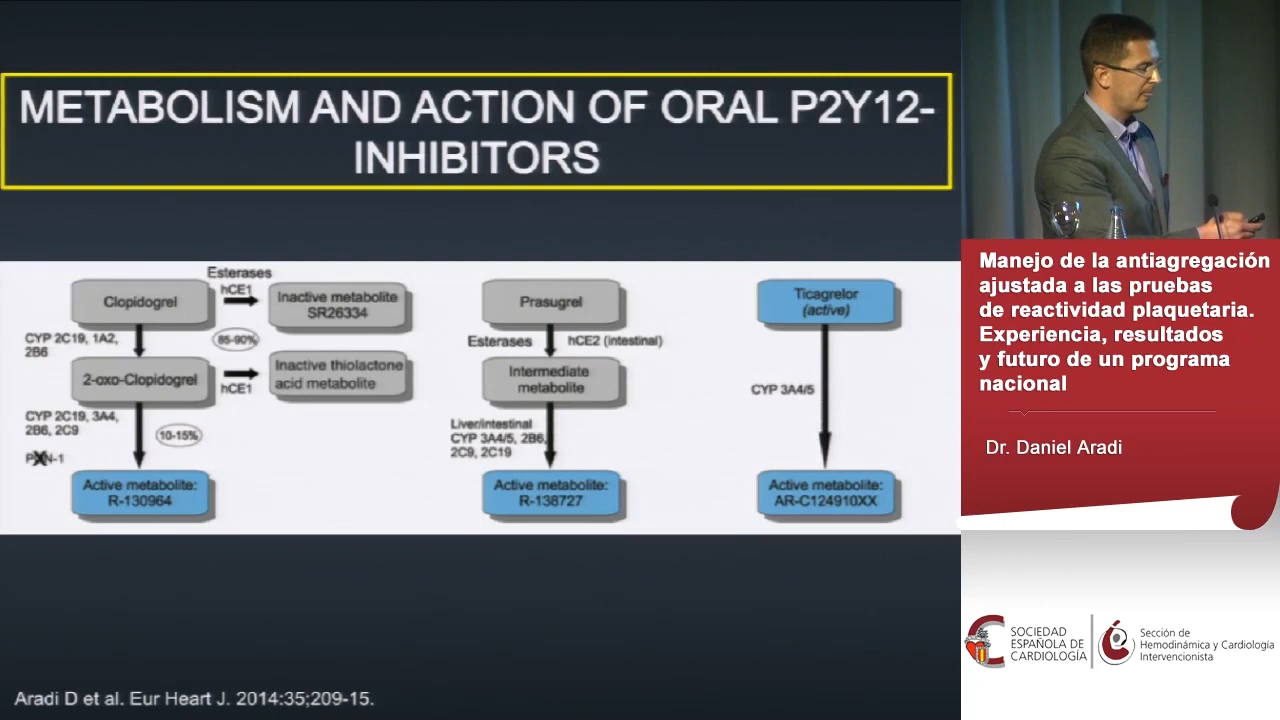 METABOLISM AND ACTION OF ORAL P2Y12-
INHIBITORS
Clopidogrel
Esterases
hCE1
Inactive metabolite
SR26334
CYP 2C19, 1A2,
2B6
85-90%
2-oxo-Clopidogrel
hCE1
Inactive thiolactone
acid metabolite
CYP 2C19, 3A4,
2B6, 2C9
10-15%
PON-1
Active metabolite:
R-130964
Prasugrel
Esterases
hCE2 (intestinal)
Intermediate
metabolite
Liver/intestinal
CYP 3A4/5, 2B6,
2C9, 2C19
Active metabolite:
R-138727
Ticagrelor
(active)
CYP 3A4/5
Active metabolite:
AR-C124910XX
Aradi D et al. Eur Heart J. 2014:35;209-15.
Manejo de la antiagregación
ajustada a las pruebas
de reactividad plaquetaria.
Experiencia, resultados
y futuro de un programa
nacional
Dr. Daniel Aradi
SOCIEDAD
ESPAÑOLA DE
CARDIOLOGÍA
Sección de
Hemodinámica y Cardiología
Intervencionista